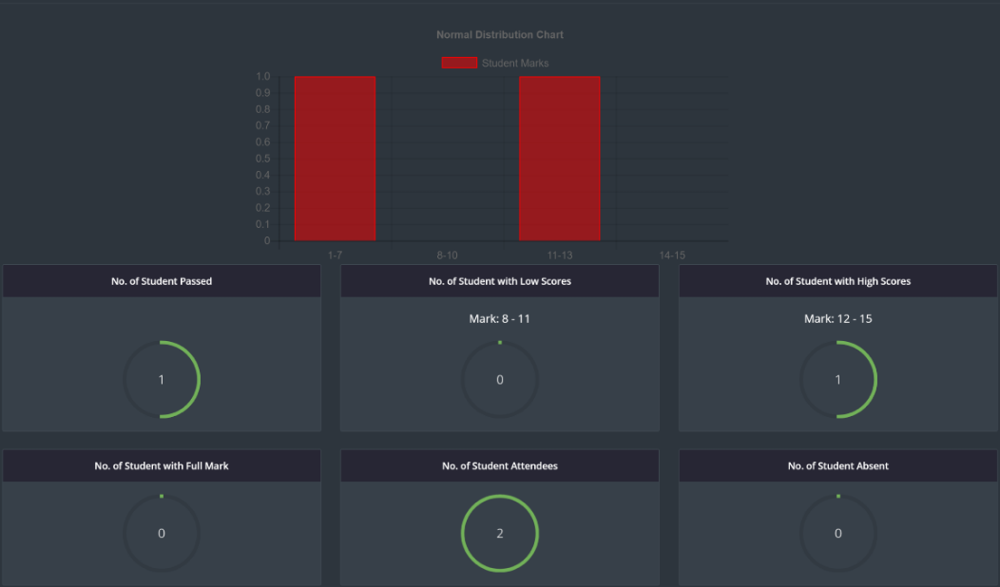 Normal Distribution Chart
Student Marks
1.0
0.9
0.8
0.7
0.6
0.5
0.4
0.3
0.2
0.1
0
1-7 8-10 11-13 14-15
No. of Student Passed
1
No. of Student with Low Scores
Mark: 8 - 11
0
No. of Student with High Scores
Mark: 12 - 15
1
No. of Student with Full Mark
0
No. of Student Attendees
2
No. of Student Absent
0